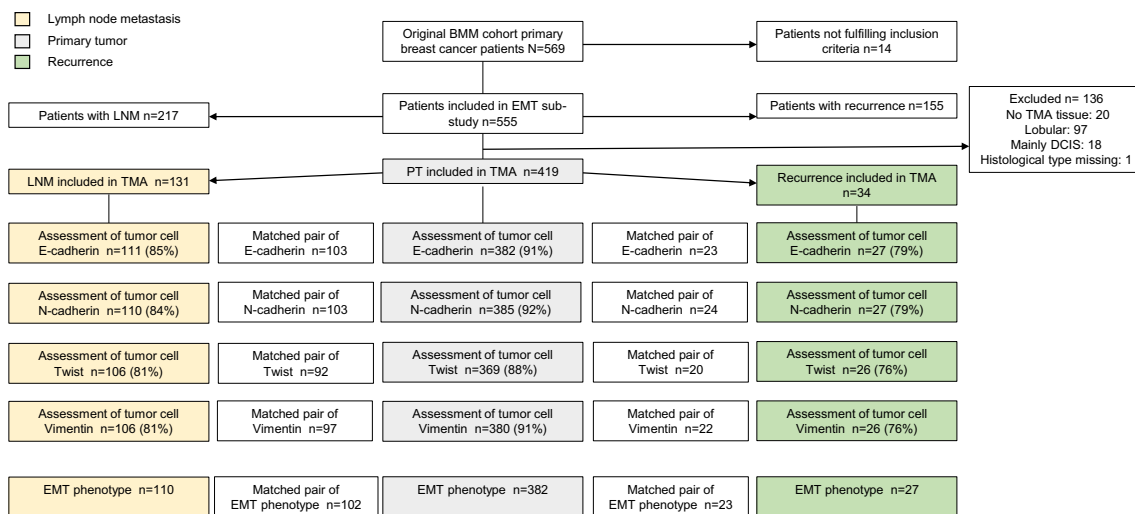 Lymph node metastasis
Primary tumor
Recurrence
Original BMM cohort primary
breast cancer patients N=569
Patients not fulfilling inclusion
criteria n=14
Patients with LNM n=217
Patients included in EMT sub-
study n=555
Patients with recurrence n=155
Excluded n= 136
No TMA tissue: 20
Lobular: 97
Mainly DCIS: 18
Histological type missing: 1
LNM included in TMA n=131
PT included in TMA n=419
Recurrence included in TMA
n=34
Assessment of tumor cell
E-cadherin n=111 (85%)
Matched pair of
E-cadherin n=103
Assessment of tumor cell
E-cadherin n=382 (91%)
Matched pair of
E-cadherin n=23
Assessment of tumor cell
E-cadherin n=27 (79%)
Assessment of tumor cell
N-cadherin n=110 (84%)
Matched pair of
N-cadherin n=103
Assessment of tumor cell
N-cadherin n=385 (92%)
Matched pair of
N-cadherin n=24
Assessment of tumor cell
N-cadherin n=27 (79%)
Assessment of tumor cell
Twist n=106 (81%)
Matched pair of
Twist n=92
Assessment of tumor cell
Twist n=369 (88%)
Matched pair of
Twist n=20
Assessment of tumor cell
Twist n=26 (76%)
Assessment of tumor cell
Vimentin n=106 (81%)
Matched pair of
Vimentin n=97
Assessment of tumor cell
Vimentin n=380 (91%)
Matched pair of
Vimentin n=22
Assessment of tumor cell
Vimentin n=26 (76%)
EMT phenotype n=110
Matched pair of
EMT phenotype n=102
EMT phenotype n=382
Matched pair of
EMT phenotype n=23
EMT phenotype n=27